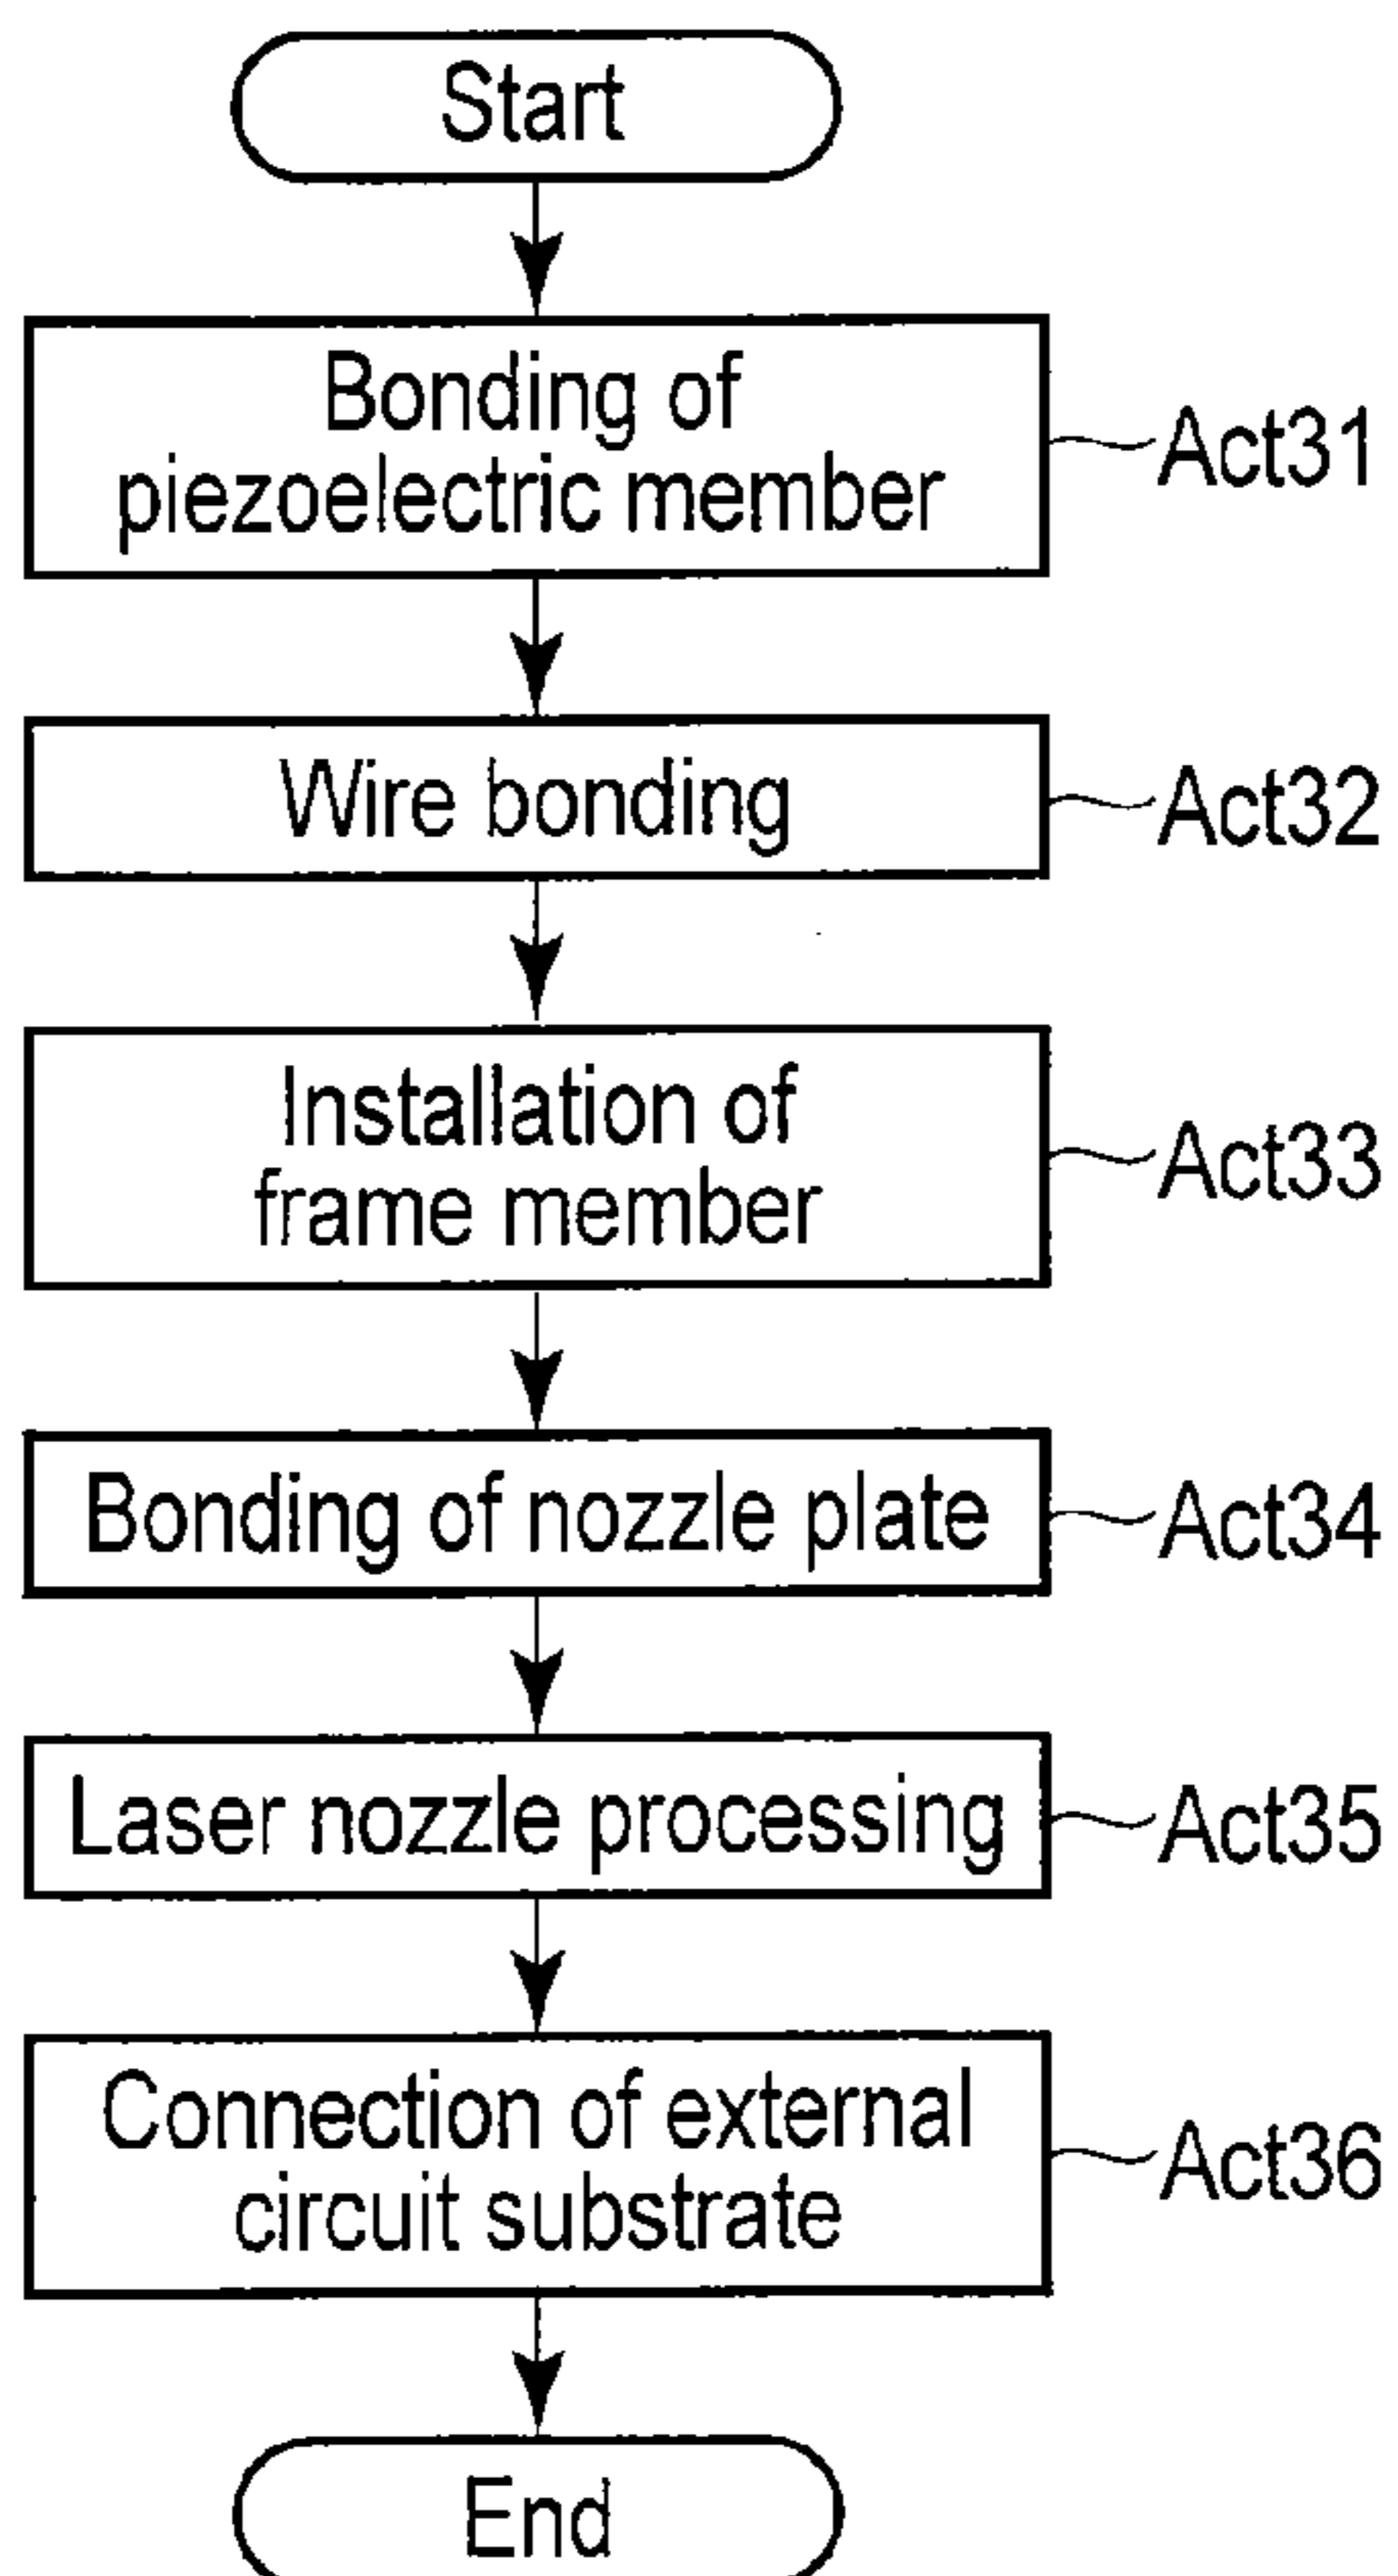 Start
Bonding of
piezoelectric member
Act31
Wire bonding
Act32
Installation of
frame member
Act33
Bonding of nozzle plate
Act34
Laser nozzle processing
Act35
Connection of external
circuit substrate
Act36
End